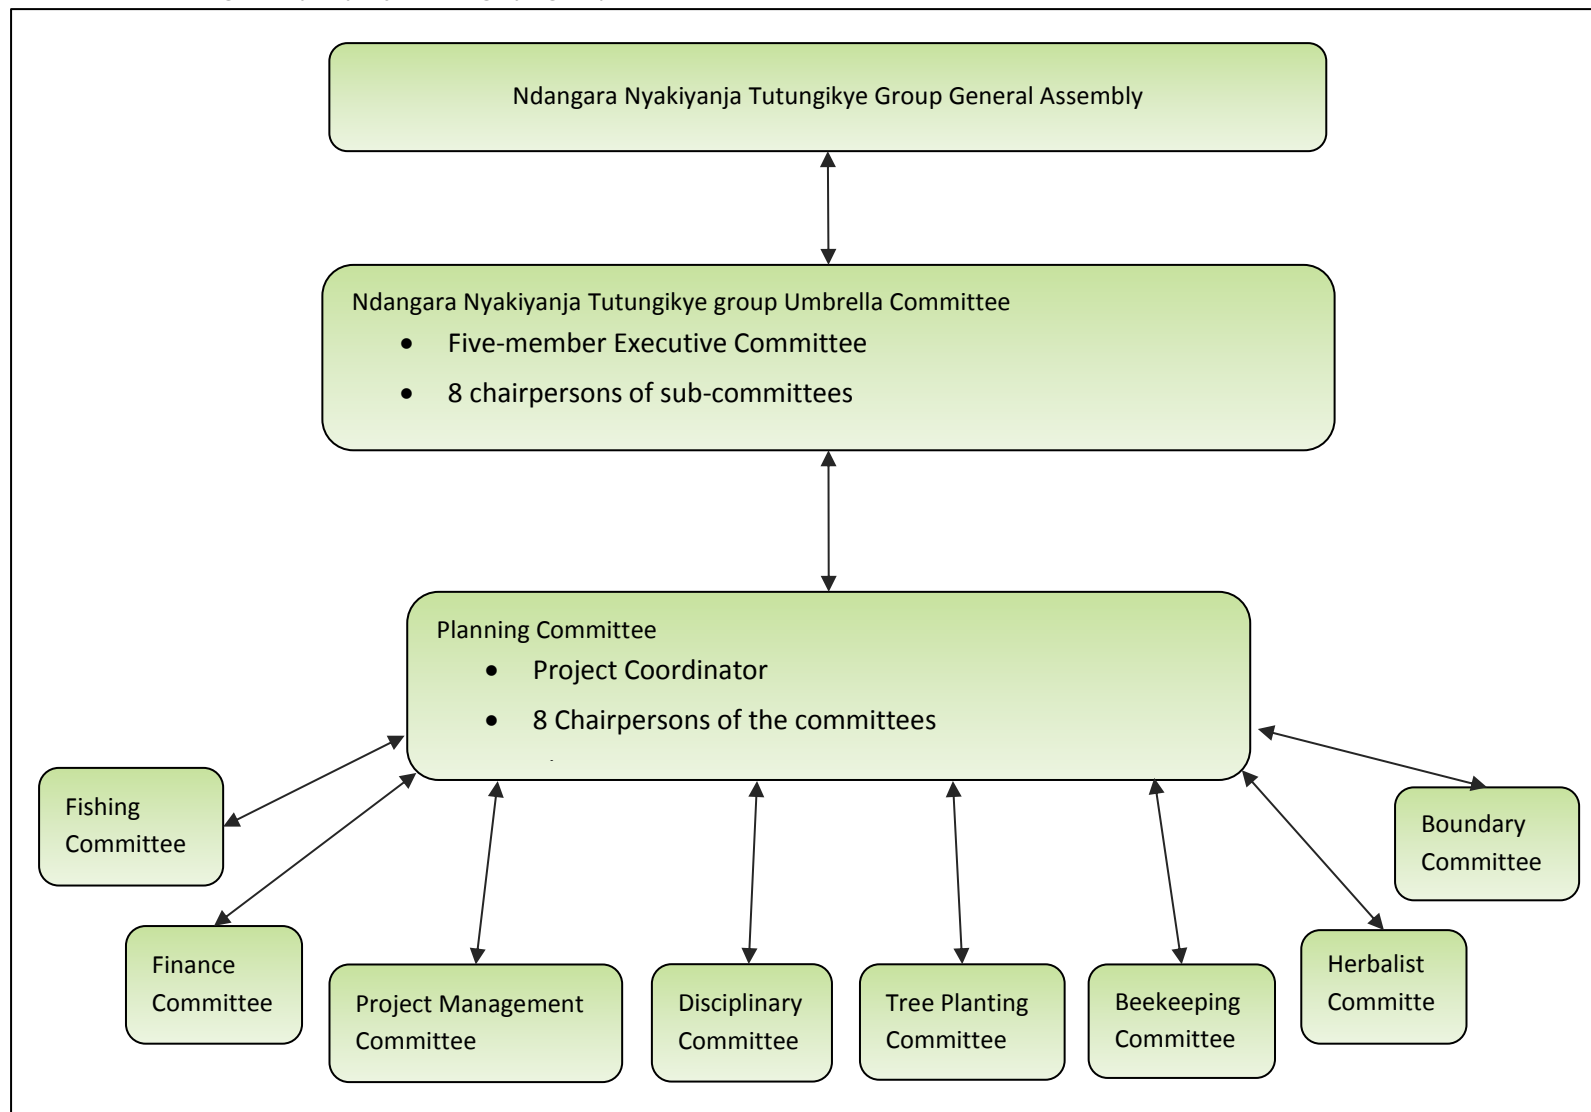 Ndangara Nyakiyanja Tutungikye Group General Assembly
Ndangara Nyakiyanja Tutungikye group Umbrella Committee
• Five-member Executive Committee
• 8 chairpersons of sub-committees
Planning Committee
• Project Coordinator
• 8 Chairpersons of the committees
Fishing
Committee
Finance
Committee
Project Management
Committee
Disciplinary
Committee
Tree Planting
Committee
Beekeeping
Committee
Herbalist
Committe
Boundary
Committee